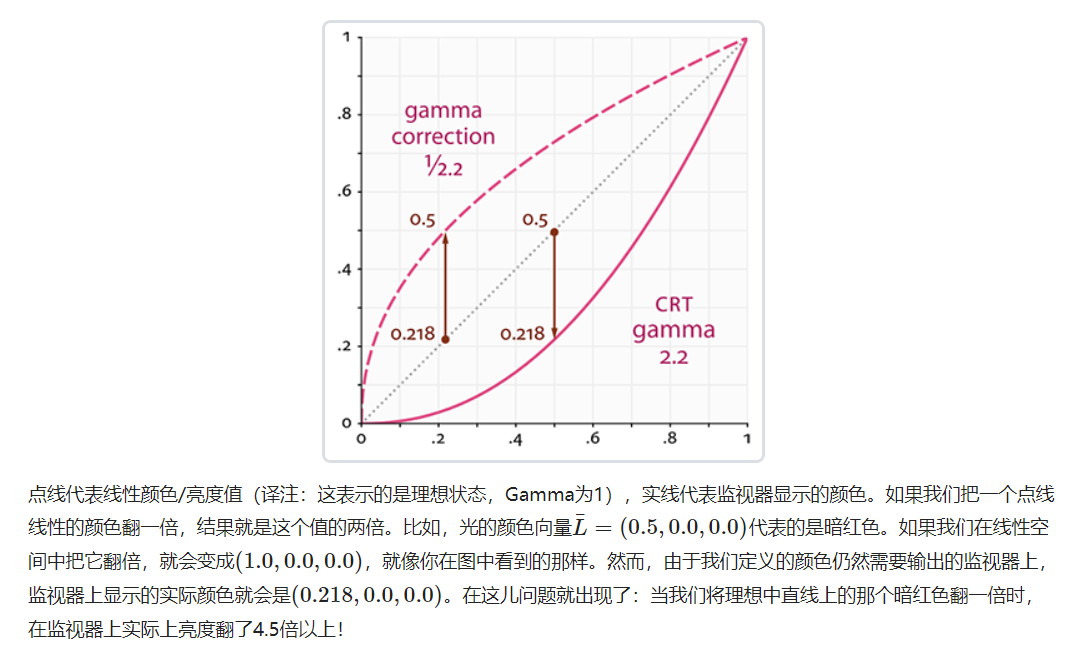 1
.8
.6
.4
.2
0
0 .2 .4 .6 .8 1
gamma
correction
1/2.2
0.5
0.5
0.218
0.218
CRT
gamma
2.2
点线代表线性颜色/亮度值（译注：这表示的是理想状态，Gamma为1），实线代表监视器显示的颜色。如果我们把一个点线
线性的颜色翻一倍，结果就是这个值的两倍。比如，光的颜色向量L̄ = (0.5, 0.0, 0.0)代表的是暗红色。如果我们在线性空
间中把它翻倍，就会变成(1.0, 0.0, 0.0)，就像你在图中看到的那样。然而，由于我们定义的颜色仍然需要输出的监视器上，
监视器上显示的实际颜色就会是(0.218, 0.0, 0.0)。在这儿问题就出现了：当我们将理想中直线上的那个暗红色翻一倍时，
在监视器上实际上亮度翻了4.5倍以上！